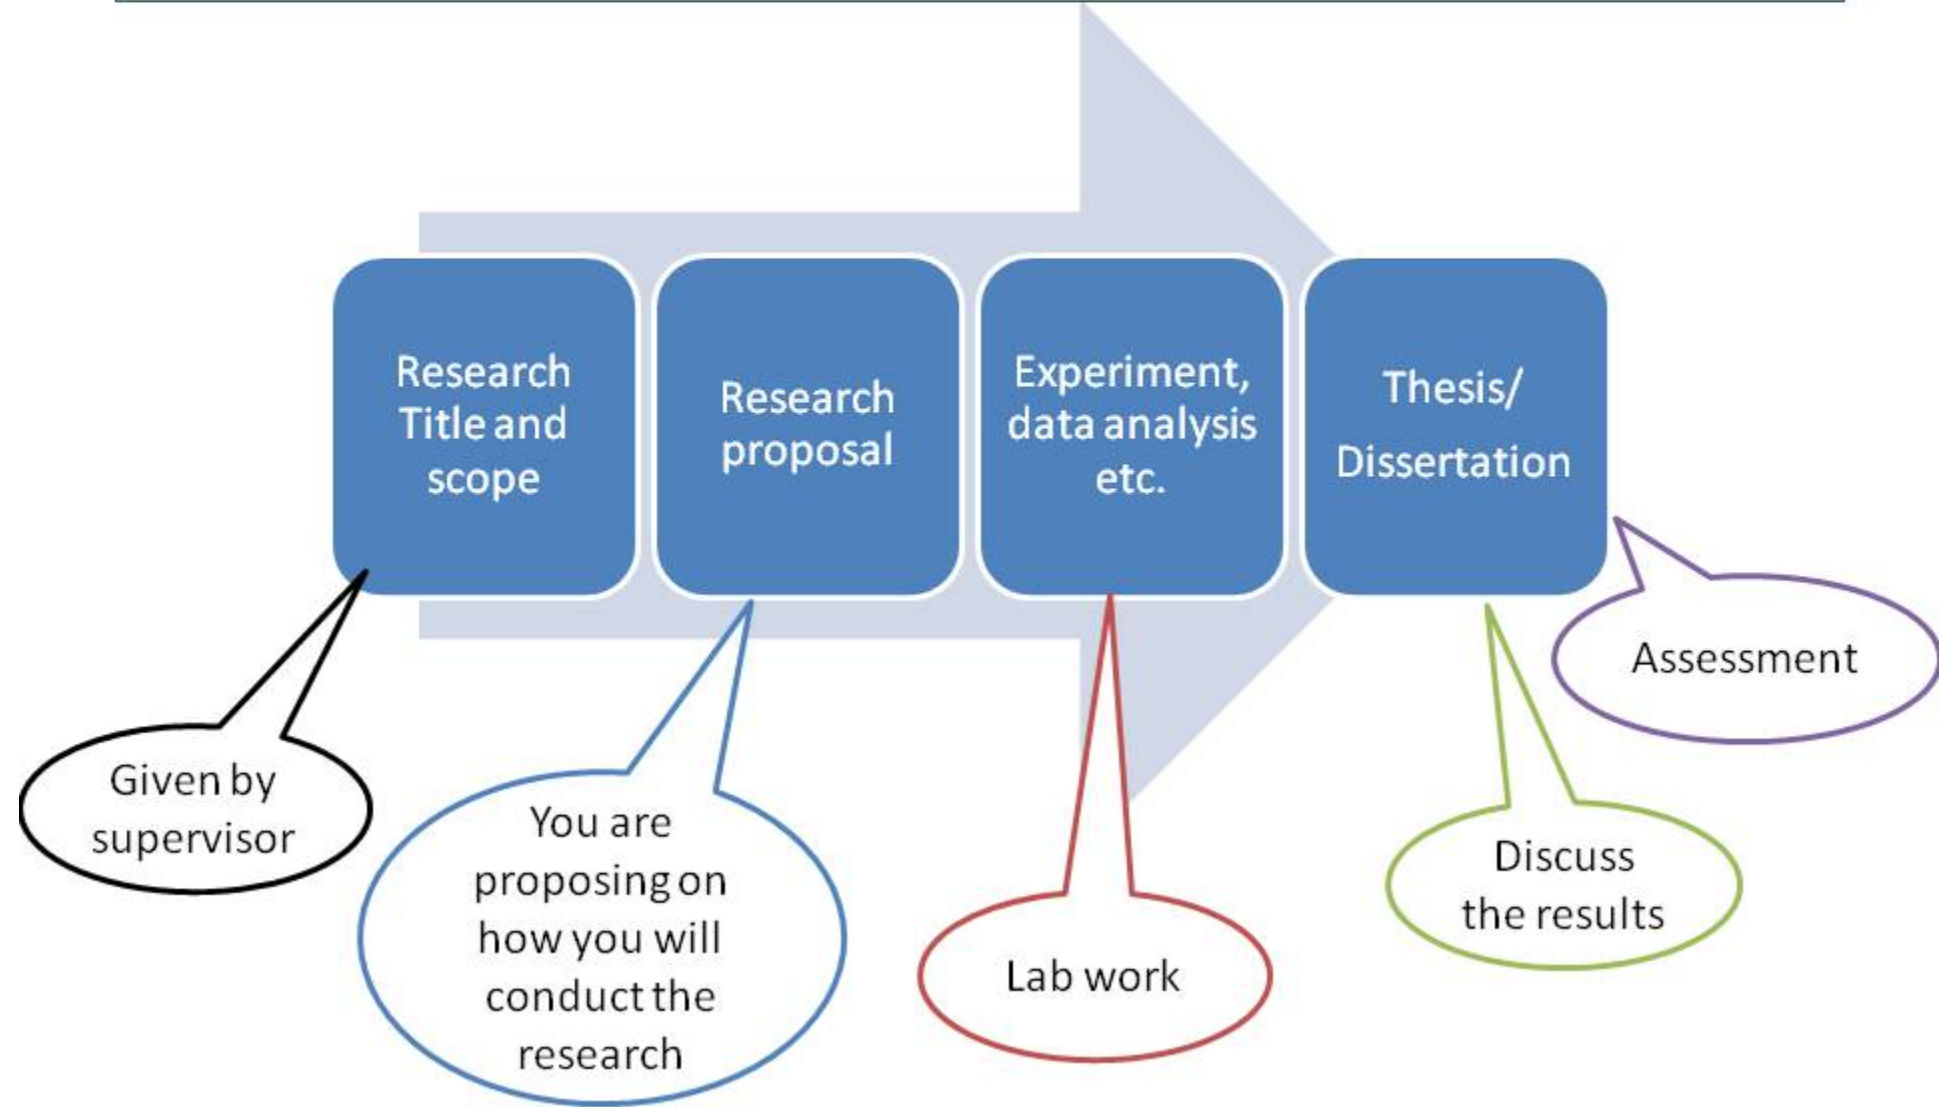 Research
Title and
scope
Research
proposal
Experiment,
data analysis
etc.
Thesis/
Dissertation
Given by
supervisor
You are
proposing on
how you will
conduct the
research
Lab work
Discuss
the results
Assessment